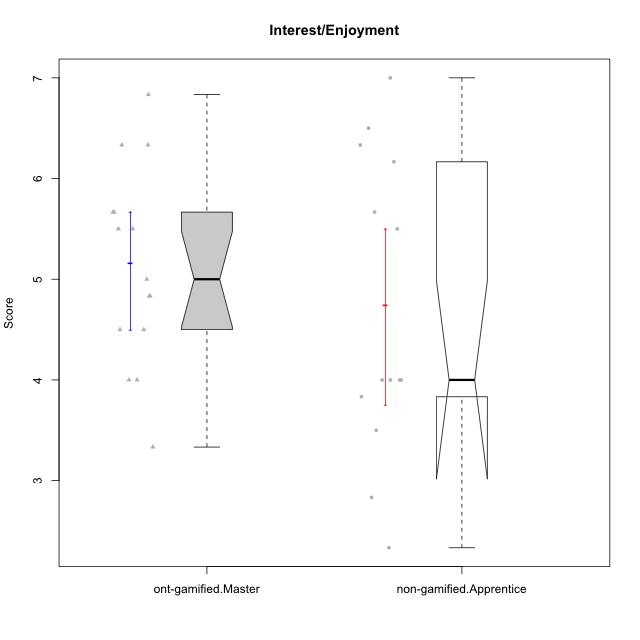 Interest/Enjoyment
7
6
5
4
3
Score
ont-gamified.Master
non-gamified.Apprentice